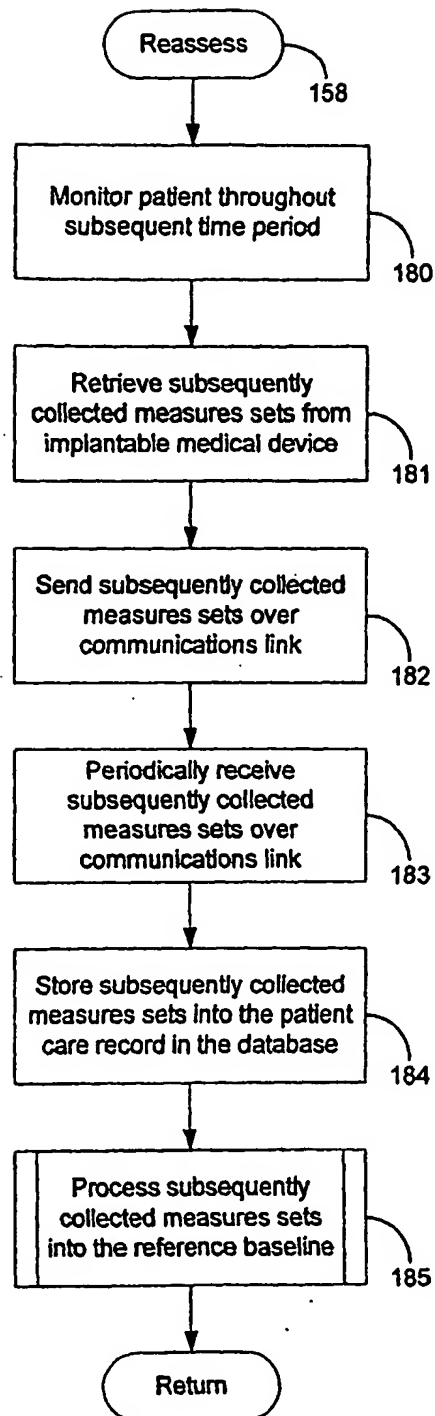 Reassess
158
Monitor patient throughout
subsequent time period
180
Retrieve subsequently
collected measures sets from
implantable medical device
181
Send subsequently collected
measures sets over
communications link
182
Periodically receive
subsequently collected
measures sets over
communications link
183
Store subsequently collected
measures sets into the patient
care record in the database
184
Process subsequently
collected measures sets
into the reference baseline
185
Return